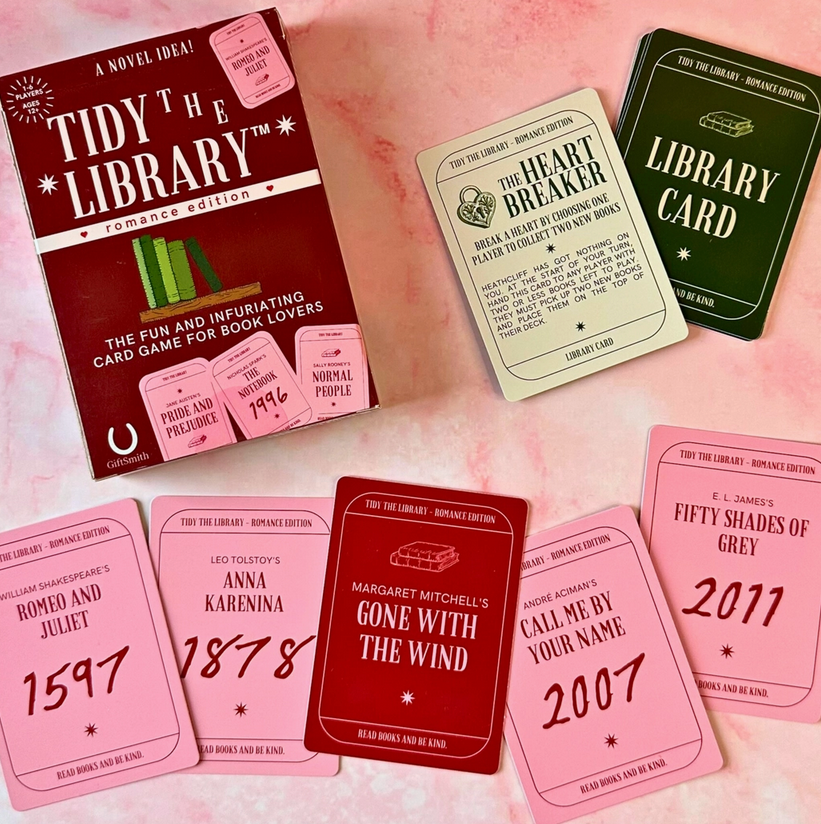 A NOVEL IDEA!
1-6
PLAYERS
AGES
12+
WILLIAM SHAKESPEARE'S
ROMEO AND
JULIET
TIDY THE
LIBRARY™
romance edition
THE FUN AND INFURIATING
CARD GAME FOR BOOK LOVERS
JANE AUSTEN'S
PRIDE AND
PREJUDICE
NICHOLAS SPARK'S
THE
NOTEBOOK
1996
SALLY ROONEY'S
NORMAL
PEOPLE
GiftSmith
TIDY THE LIBRARY - ROMANCE EDITION
THE HEART
BREAKER
BREAK A HEART BY CHOOSING ONE
PLAYER TO COLLECT TWO NEW BOOKS
HEATHCLIFF HAS GOT NOTHING ON
YOU. AT THE START OF YOUR TURN,
HAND THIS CARD TO ANY PLAYER WITH
TWO OR LESS BOOKS LEFT TO PLAY.
THEY MUST PICK UP TWO NEW BOOKS
AND PLACE THEM ON THE TOP OF
THEIR DECK.
LIBRARY CARD
TIDY THE LIBRARY - ROMANCE EDITION
LIBRARY
CARD
AND BE KIND.
THE LIBRARY - ROMANCE EDITION
WILLIAM SHAKESPEARE'S
ROMEO AND
JULIET
1597
READ BOOKS AND BE KIND.
TIDY THE LIBRARY - ROMANCE EDITION
LEO TOLSTOY'S
ANNA
KARENINA
1878
READ BOOKS AND BE KIND.
TIDY THE LIBRARY - ROMANCE EDITION
MARGARET MITCHELL'S
GONE WITH
THE WIND
READ BOOKS AND BE KIND.
LIBRARY - ROMANCE EDITION
ANDRÉ ACIMAN'S
CALL ME BY
YOUR NAME
2007
READ BOOKS AND BE KIND.
TIDY THE LIBRARY - ROMANCE EDITION
E. L. JAMES'S
FIFTY SHADES OF
GREY
2011
BOOKS AND BE KIND.